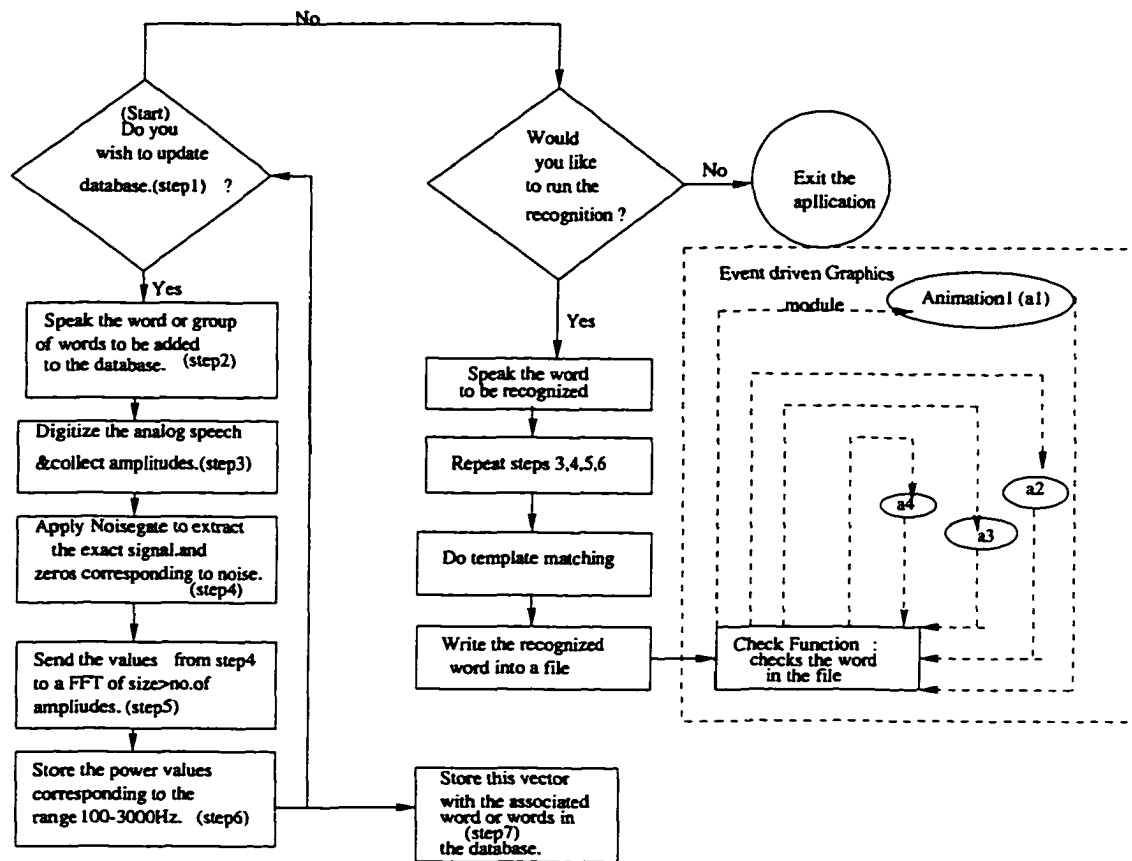 No
(Start)
Do you
wish to update
database.(step1) ?
Yes
Speak the word or group
of words to be added
to the database. (step2)
Digitize the analog speech
&collect amplitudes.(step3)
Apply Noisegate to extract
the exact signal.and
zeros corresponding to noise.
(step4)
Send the values from step4
to a FFT of size>no.of
ampliudes. (step5)
Store the power values
corresponding to the
range 100-3000Hz. (step6)
Store this vector
with the associated
word or words in
(step7)
the database.
Would
you like
to run the
recognition ?
No
Exit the
apllication
Yes
Speak the word
to be recognized
Repeat steps 3,4,5,6
Do template matching
Write the recognized
word into a file
Event driven Graphics
module
Animation1 (a1)
a2
a4
a3
Check Function :
checks the word
in the file